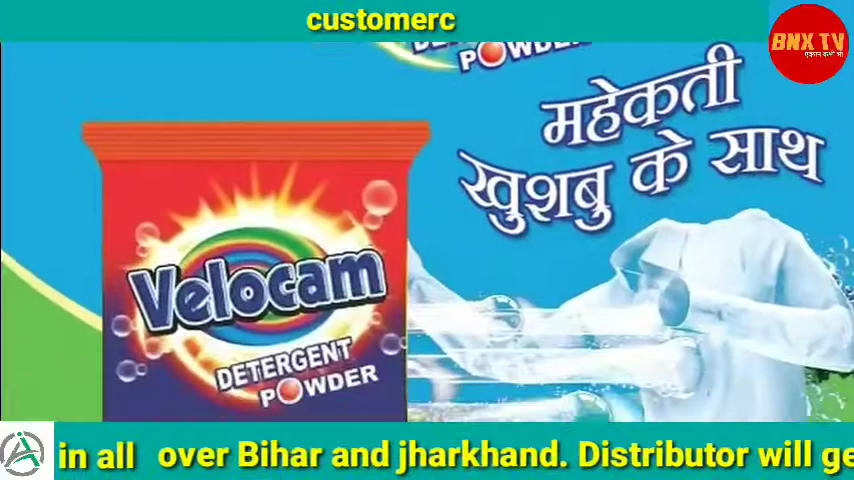 customerc
BNX TV
POWDER
महेकती
खुशबु के साथ
Velocam
DETERGENT
POWDER
in all over Bihar and jharkhand. Distributor will ge